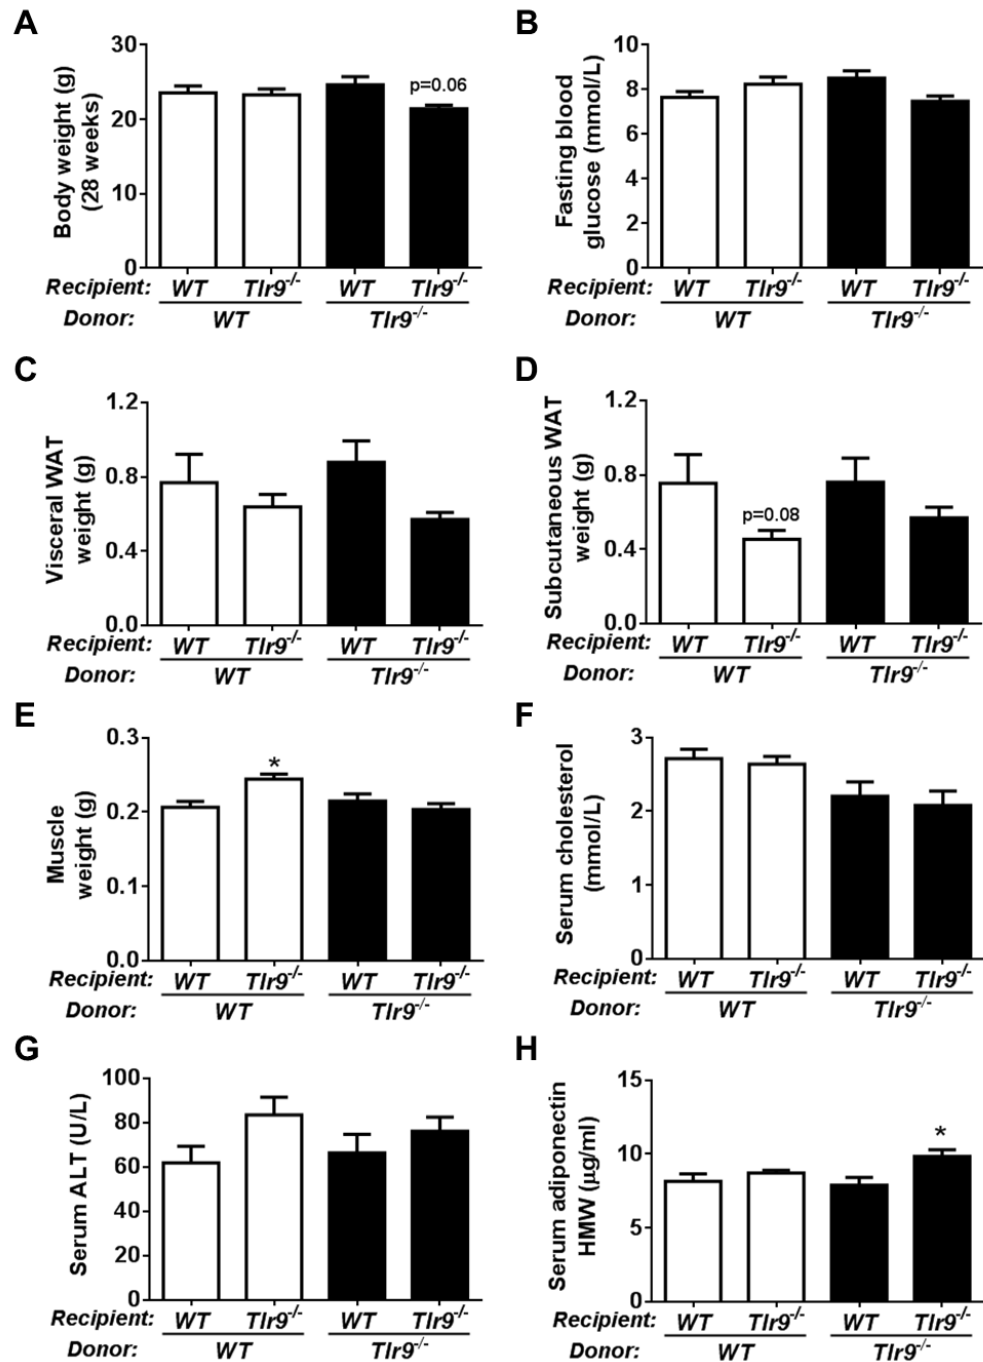 A
Body weight (g)
(28 weeks)
30
20
10
0
p=0.06
Recipient: WT Tlr9-/- WT Tlr9-/-
Donor: WT Tlr9-/-
B
Fasting blood
glucose (mmol/L)
10
8
6
4
2
0
WT Tlr9-/- WT Tlr9-/-
WT Tlr9-/-
Recipient:
Donor:
C
Visceral WAT
weight (g)
1.2
0.8
0.4
0.0
Recipient: WT Tlr9-/- WT Tlr9-/-
Donor: WT Tlr9-/-
D
Subcutaneous WAT
weight (g)
1.2
0.8
0.4
0.0
p=0.08
Recipient: WT Tlr9-/- WT Tlr9-/-
Donor: WT Tlr9-/-
E
Muscle
weight (g)
0.3
0.2
0.1
0.0
*
Recipient: WT Tlr9-/- WT Tlr9-/-
Donor: WT Tlr9-/-
F
Serum cholesterol
(mmol/L)
3
2
1
0
Recipient: WT Tlr9-/- WT Tlr9-/-
Donor: WT Tlr9-/-
G
Serum ALT (U/L)
100
80
60
40
20
0
Recipient: WT Tlr9-/- WT Tlr9-/-
Donor: WT Tlr9-/-
H
Serum adiponectin
HMW (µg/ml)
15
10
5
0
*
Recipient: WT Tlr9-/- WT Tlr9-/-
Donor: WT Tlr9-/-